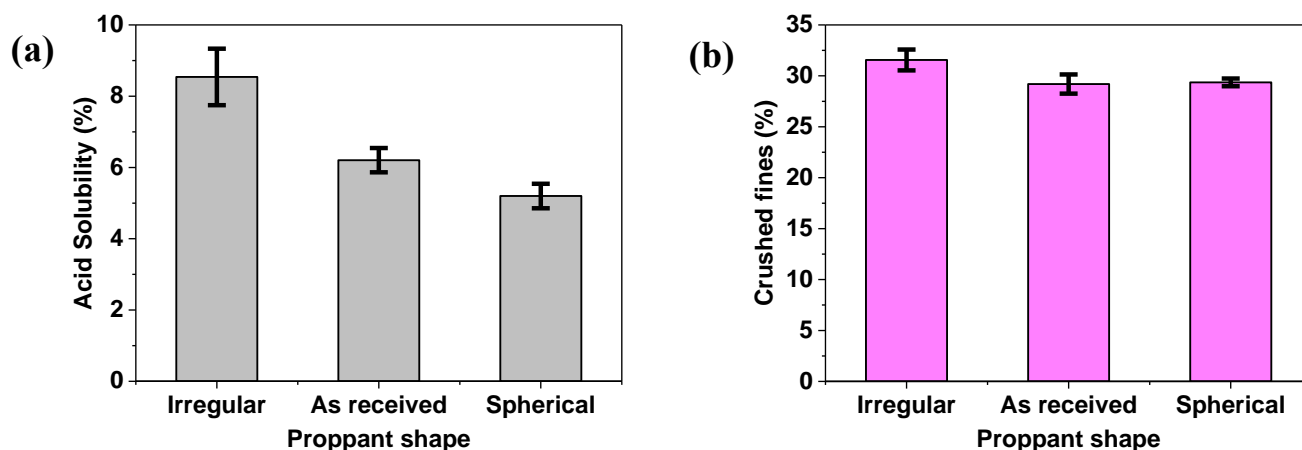 (a)
Acid Solubility (%)
10
8
6
4
2
0
Irregular As received Spherical
Proppant shape
(b)
Crushed fines (%)
35
30
25
20
15
10
5
0
Irregular As received Spherical
Proppant shape